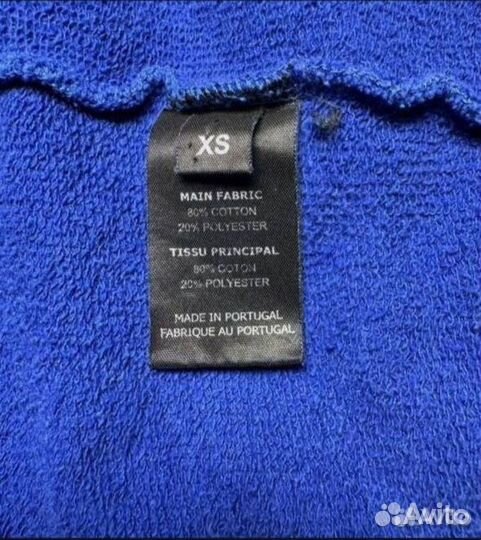 XS
MAIN FABRIC
80% COTTON
20% POLYESTER
TISSU PRINCIPAL
80% COTON
20% POLYESTER
MADE IN PORTUGAL
FABRIQUE AU PORTUGAL
Avito